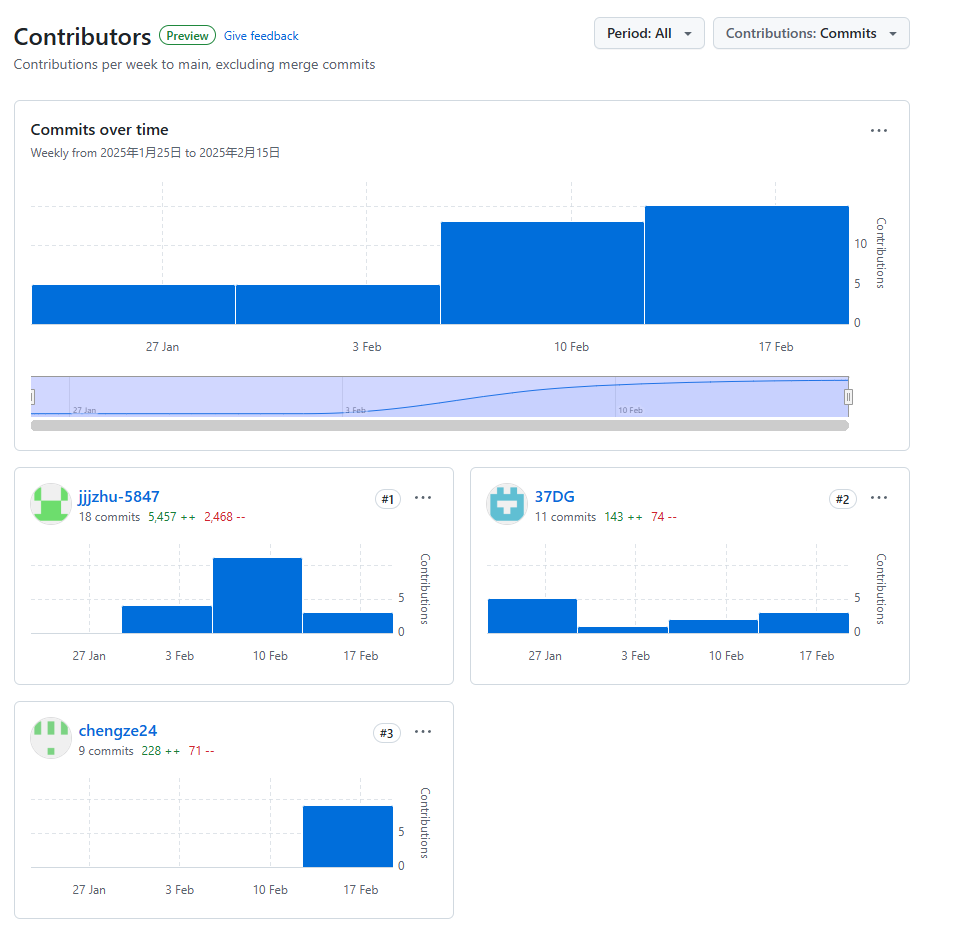 Contributors Preview Give feedback
Period: All
Contributions: Commits
Contributions per week to main, excluding merge commits
Commits over time
Weekly from 2025年1月25日 to 2025年2月15日
10
5
0
Contributions
27 Jan 3 Feb 10 Feb 17 Feb
27 Jan 3 Feb 10 Feb
jjjzhu-5847 #1
18 commits 5,457 ++ 2,468 --
5
0
Contributions
27 Jan 3 Feb 10 Feb 17 Feb
37DG #2
11 commits 143 ++ 74 --
5
0
Contributions
27 Jan 3 Feb 10 Feb 17 Feb
chengze24 #3
9 commits 228 ++ 71 --
5
0
Contributions
27 Jan 3 Feb 10 Feb 17 Feb